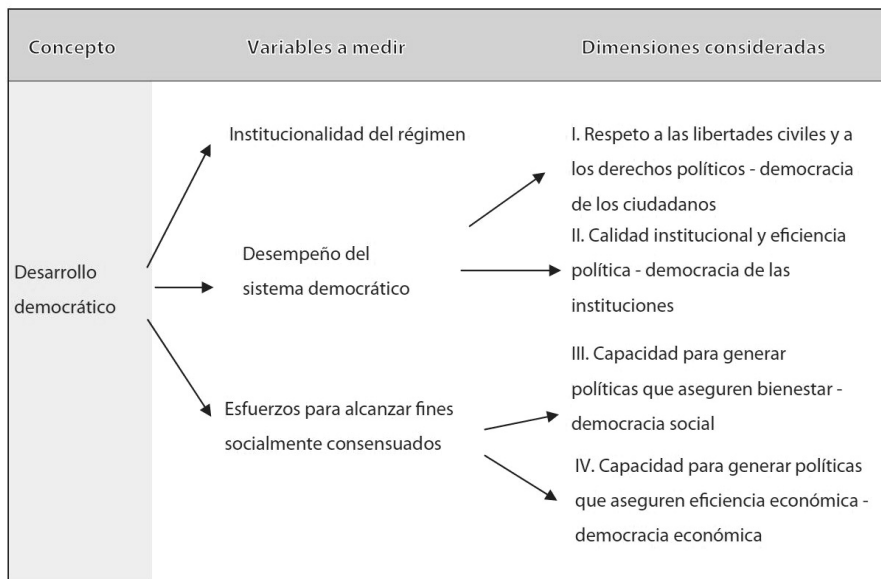 Concepto
Variables a medir
Dimensiones consideradas
Desarrollo
democrático
Institucionalidad del régimen
Desempeño del
sistema democrático
Esfuerzos para alcanzar fines
socialmente consensuados
I. Respeto a las libertades civiles y a
los derechos políticos - democracia
de los ciudadanos
II. Calidad institucional y eficiencia
política - democracia de las
instituciones
III. Capacidad para generar
políticas que aseguren bienestar -
democracia social
IV. Capacidad para generar políticas
que aseguren eficiencia económica -
democracia económica